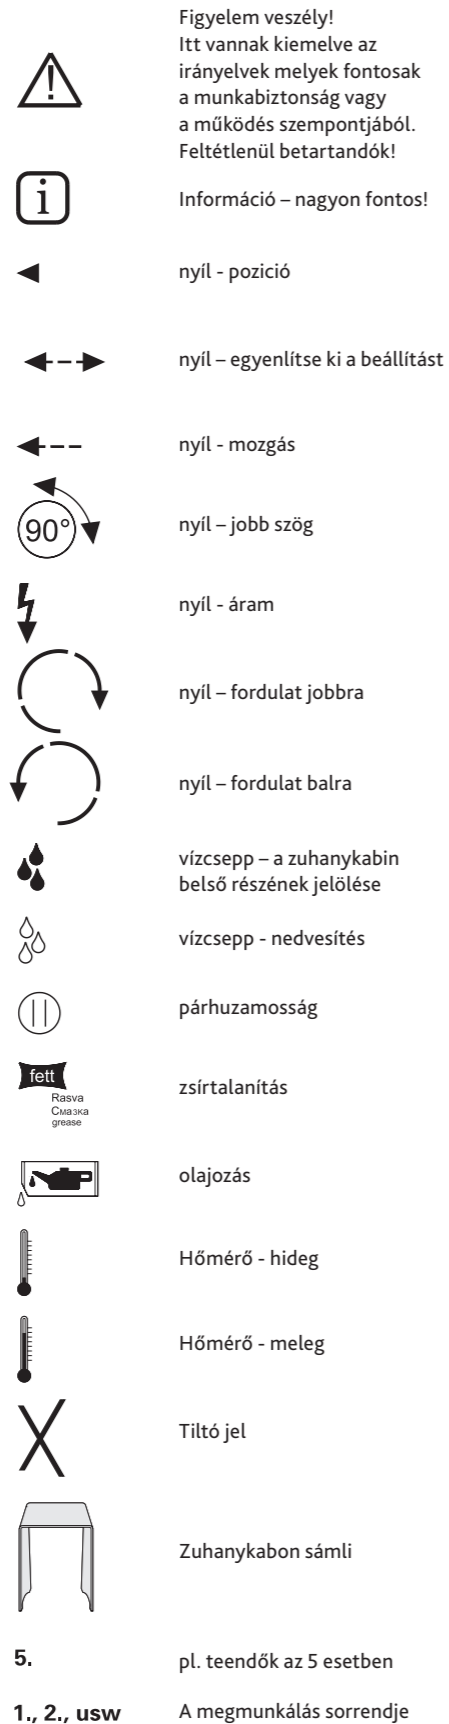 Figyelem veszély!
Itt vannak kiemelve az
irányelvek melyek fontosak
a munkabiztonság vagy
a működés szempontjából.
Feltétlenül betartandók!
!
i
Információ – nagyon fontos!
nyíl - pozició
nyíl – egyenlítse ki a beállítást
nyíl - mozgás
90°
nyíl – jobb szög
nyíl - áram
nyíl – fordulat jobbra
nyíl – fordulat balra
vízcsepp – a zuhanykabin
belső részének jelölése
vízcsepp - nedvesítés
párhuzamosság
fett
Rasva
Смазка
grease
zsírtalanítás
olajozás
Hőmérő - hideg
Hőmérő - meleg
Tiltó jel
Zuhanykabon sámli
5. pl. teendők az 5 esetben
1., 2., usw A megmunkálás sorrendje